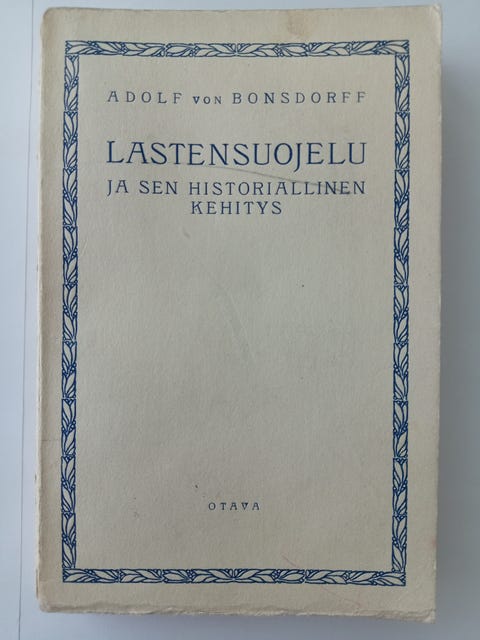 ADOLF VON BONSDORFF
LASTENSUOJELU
JA SEN HISTORIALLINEN
KEHITYS
OTAVA